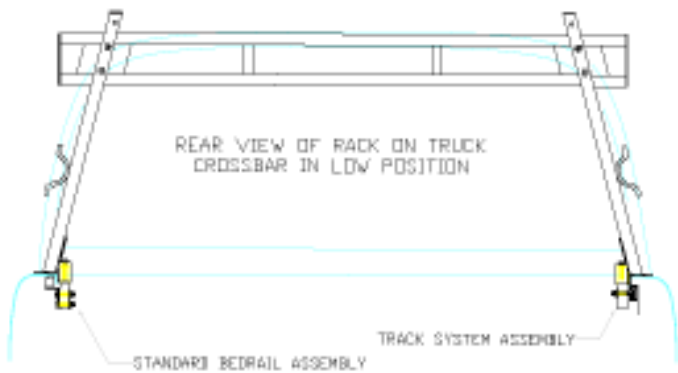 REAR VIEW OF RACK ON TRUCK
CROSSBAR IN LOW POSITION
TRACK SYSTEM ASSEMBLY
STANDARD BEDRAIL ASSEMBLY